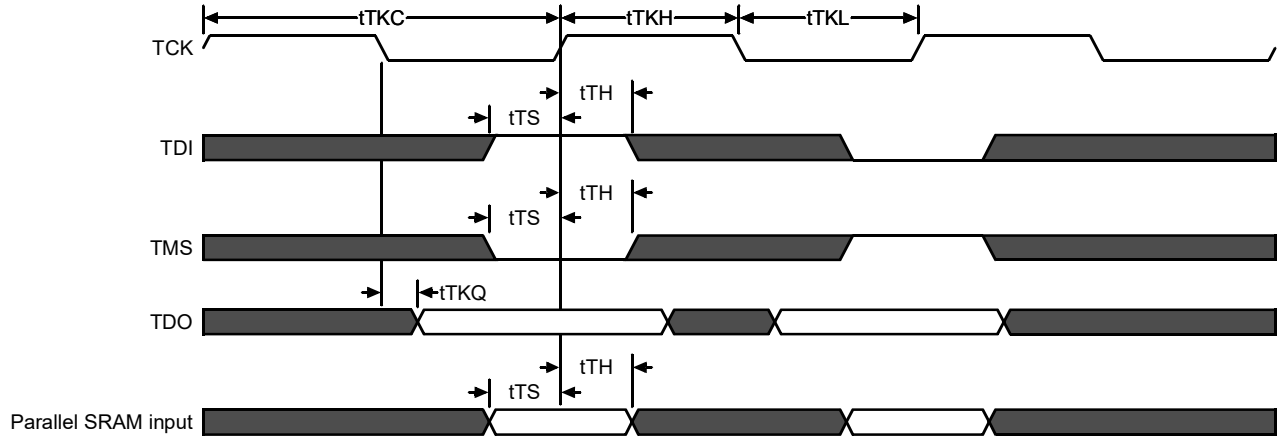 tTKC tTKH tTKL
TCK
tTH
tTS
TDI
tTH
tTS
TMS
tTKQ
TDO
tTH
tTS
Parallel SRAM input